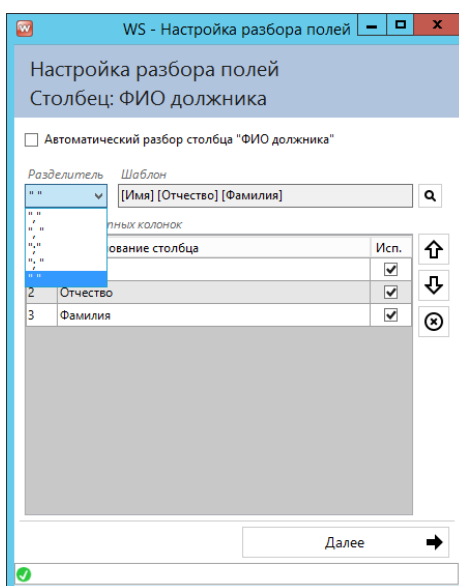 WS - Настройка разбора полей
Настройка разбора полей
Столбец: ФИО должника
Автоматический разбор столбца "ФИО должника"
Разделитель Шаблон
" " [Имя] [Отчество] [Фамилия]
","
", "
";"
"; "
" "
ных колонок
ование столбца Исп.
2 Отчество
3 Фамилия
Далее